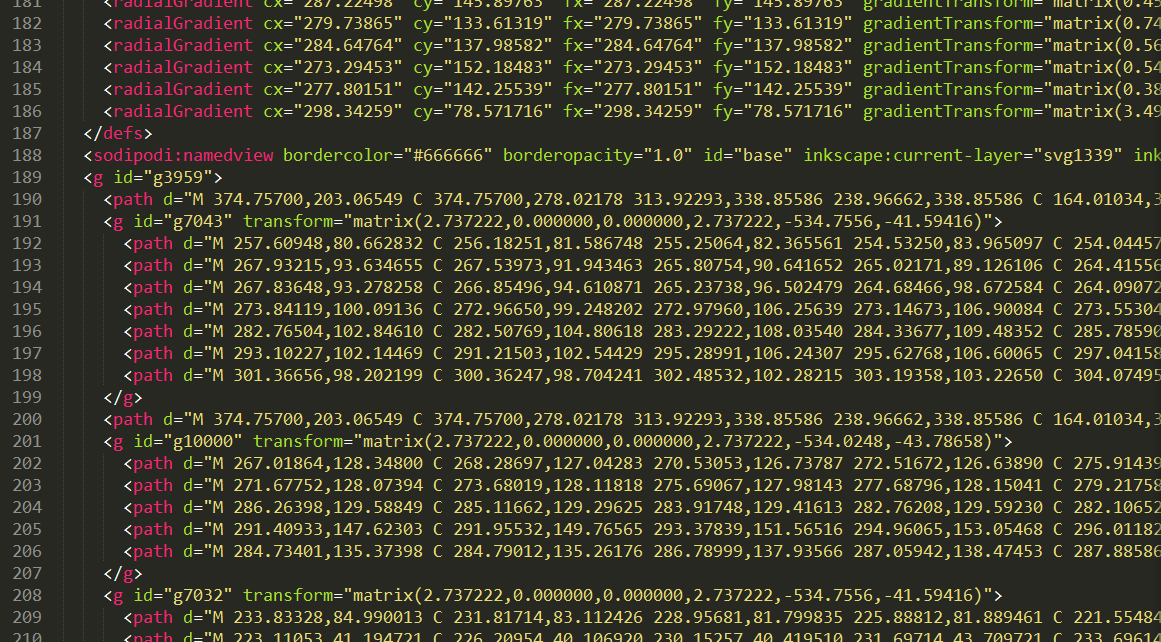 181 <radialGradient cx="287.22498" cy="145.89763" fx="287.22498" fy="145.89763" gradientTransform="matrix(0.45
182 <radialGradient cx="279.73865" cy="133.61319" fx="279.73865" fy="133.61319" gradientTransform="matrix(0.74
183 <radialGradient cx="284.64764" cy="137.98582" fx="284.64764" fy="137.98582" gradientTransform="matrix(0.56
184 <radialGradient cx="273.29453" cy="152.18483" fx="273.29453" fy="152.18483" gradientTransform="matrix(0.54
185 <radialGradient cx="277.80151" cy="142.25539" fx="277.80151" fy="142.25539" gradientTransform="matrix(0.38
186 <radialGradient cx="298.34259" cy="78.571716" fx="298.34259" fy="78.571716" gradientTransform="matrix(3.49
187 </defs>
188 <sodipodi:namedview bordercolor="#666666" borderopacity="1.0" id="base" inkscape:current-layer="svg1339" ink
189 <g id="g3959">
190 <path d="M 374.75700,203.06549 C 374.75700,278.02178 313.92293,338.85586 238.96662,338.85586 C 164.01034,3
191 <g id="g7043" transform="matrix(2.737222,0.000000,0.000000,2.737222,-534.7556,-41.59416)">
192 <path d="M 257.60948,80.662832 C 256.18251,81.586748 255.25064,82.365561 254.53250,83.965097 C 254.04457
193 <path d="M 267.93215,93.634655 C 267.53973,91.943463 265.80754,90.641652 265.02171,89.126106 C 264.41556
194 <path d="M 267.83648,93.278258 C 266.85496,94.610871 265.23738,96.502479 264.68466,98.672584 C 264.09072
195 <path d="M 273.84119,100.09136 C 272.96650,99.248202 272.97960,106.25639 273.14673,106.90084 C 273.55304
196 <path d="M 282.76504,102.84610 C 282.50769,104.80618 283.29222,108.03540 284.33677,109.48352 C 285.78590
197 <path d="M 293.10227,102.14469 C 291.21503,102.54429 295.28991,106.24307 295.62768,106.60065 C 297.04158
198 <path d="M 301.36656,98.202199 C 300.36247,98.704241 302.48532,102.28215 303.19358,103.22650 C 304.07495
199 </g>
200 <path d="M 374.75700,203.06549 C 374.75700,278.02178 313.92293,338.85586 238.96662,338.85586 C 164.01034,3
201 <g id="g10000" transform="matrix(2.737222,0.000000,0.000000,2.737222,-534.0248,-43.78658)">
202 <path d="M 267.01864,128.34800 C 268.28697,127.04283 270.53053,126.73787 272.51672,126.63890 C 275.91439
203 <path d="M 271.67752,128.07394 C 273.68019,128.11818 275.69067,127.98143 277.68796,128.15041 C 279.21758
204 <path d="M 286.26398,129.58849 C 285.11662,129.29625 283.91748,129.41613 282.76208,129.59230 C 282.10652
205 <path d="M 291.40933,147.62303 C 291.95532,149.76565 293.37839,151.56516 294.96065,153.05468 C 296.01182
206 <path d="M 284.73401,135.37398 C 284.79012,135.26176 286.78999,137.93566 287.05942,138.47453 C 287.88586
207 </g>
208 <g id="g7032" transform="matrix(2.737222,0.000000,0.000000,2.737222,-534.7556,-41.59416)">
209 <path d="M 233.83328,84.990013 C 231.81714,83.112426 228.95681,81.799835 225.88812,81.889461 C 221.55484
210 <path d="M 223.11053,41.194721 C 226.20954,40.106920 230.15257,40.419510 231.69714,43.709721 C 233.69614